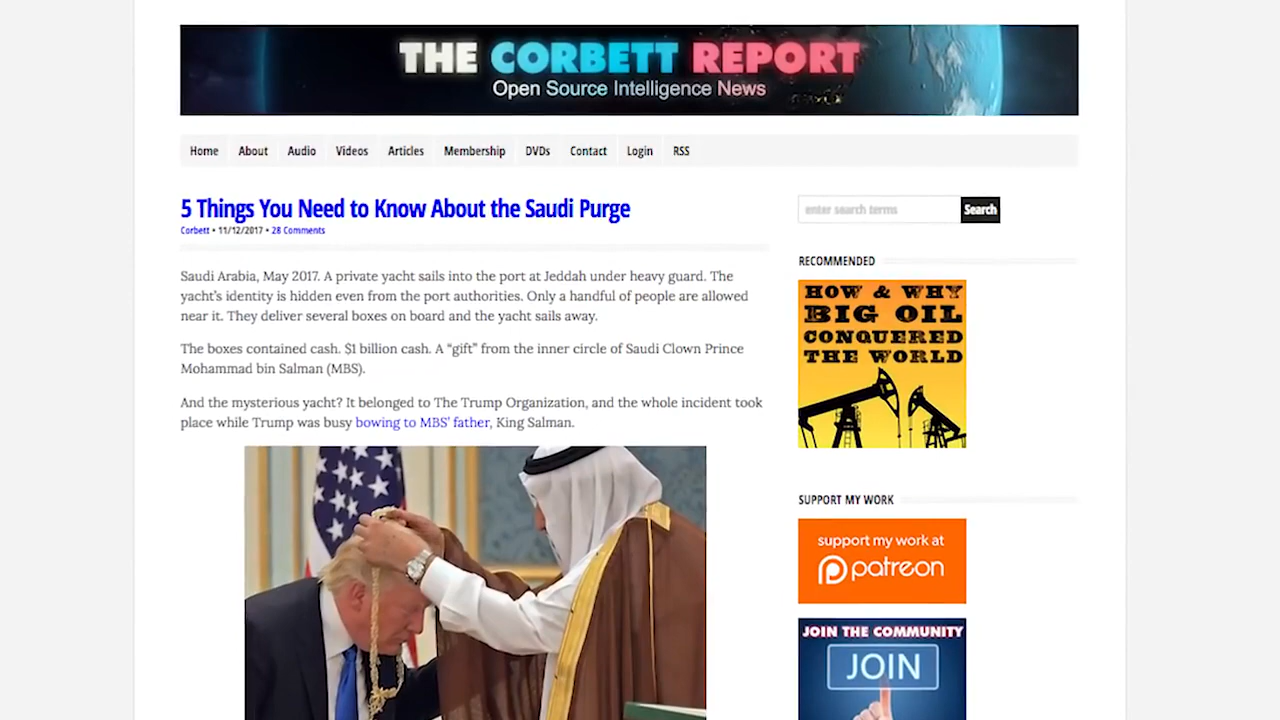 THE CORBETT REPORT
Open Source Intelligence News
Home About Audio Videos Articles Membership DVDs Contact Login RSS
5 Things You Need to Know About the Saudi Purge
Corbett • 11/12/2017 • 28 Comments
Saudi Arabia, May 2017. A private yacht sails into the port at Jeddah under heavy guard. The
yacht’s identity is hidden even from the port authorities. Only a handful of people are allowed
near it. They deliver several boxes on board and the yacht sails away.
The boxes contained cash. $1 billion cash. A “gift” from the inner circle of Saudi Clown Prince
Mohammad bin Salman (MBS).
And the mysterious yacht? It belonged to The Trump Organization, and the whole incident took
place while Trump was busy bowing to MBS’ father, King Salman.
enter search terms Search
RECOMMENDED
HOW & WHY
BIG OIL
CONQUERED
THE WORLD
SUPPORT MY WORK
support my work at
patreon
JOIN THE COMMUNITY
JOIN